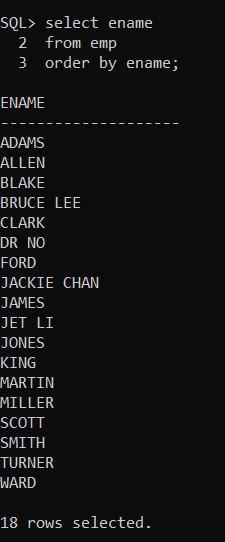 SQL> select ename
  2  from emp
  3  order by ename;
ENAME
--------------------
ADAMS
ALLEN
BLAKE
BRUCE LEE
CLARK
DR NO
FORD
JACKIE CHAN
JAMES
JET LI
JONES
KING
MARTIN
MILLER
SCOTT
SMITH
TURNER
WARD
18 rows selected.